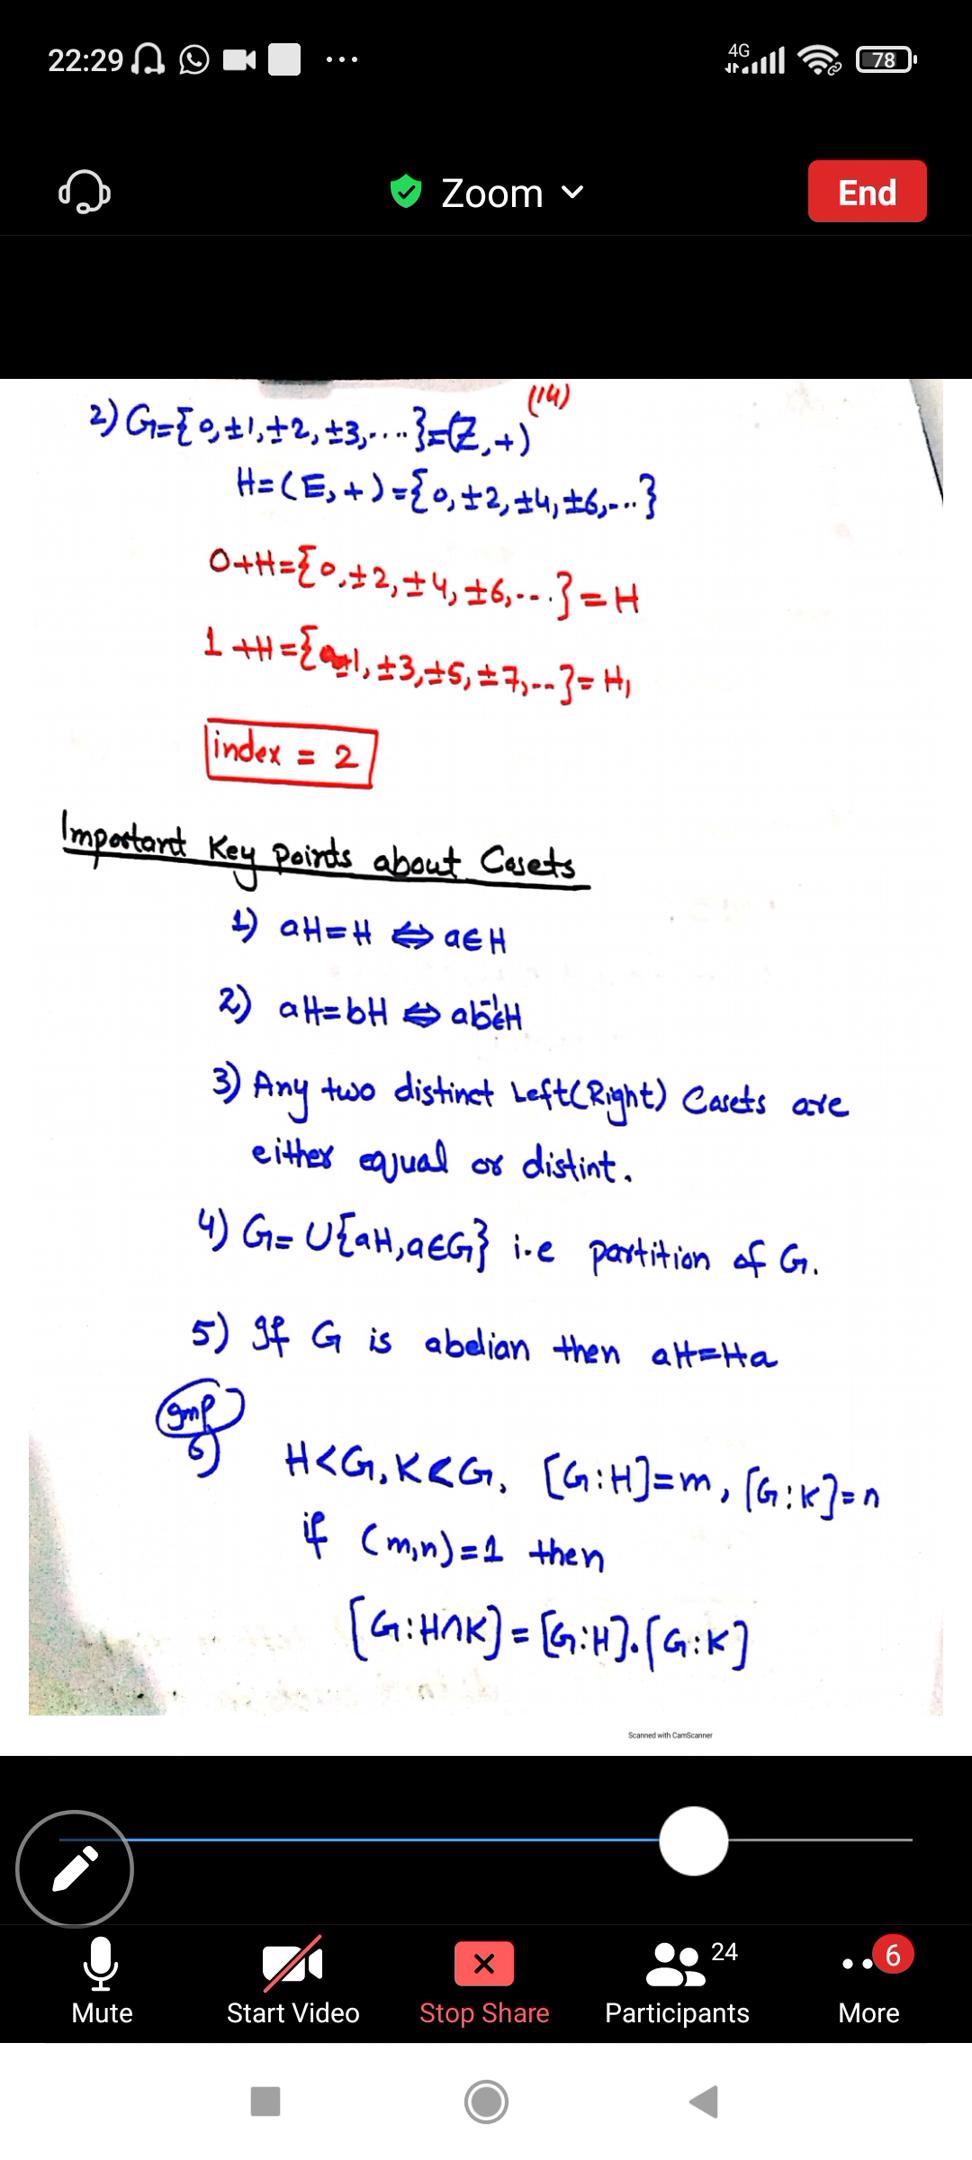 22:29 ... 4G 78
Zoom End
(14)
2) G={0,±1,±2,±3,....}=(Z,+)
H=(E,+)={0,±2,±4,±6,...}
0+H={0,±2,±4,±6,...}=H
1+H={±1,±3,±5,±7,...}=H₁
index = 2
Important Key Points about Cosets
1) aH=H ⇔ a∈H
2) aH=bH ⇔ ab⁻¹∈H
3) Any two distinct Left(Right) Cosets are
either equal or distint.
4) G= ∪{aH,a∈G} i.e partition of G.
5) If G is abelian then aH=Ha
Imp
6) H<G, K<G, [G:H]=m, [G:K]=n
if (m,n)=1 then
[G:H∩K]=[G:H].[G:K]
Scanned with CamScanner
Mute Start Video Stop Share Participants 24 More 6